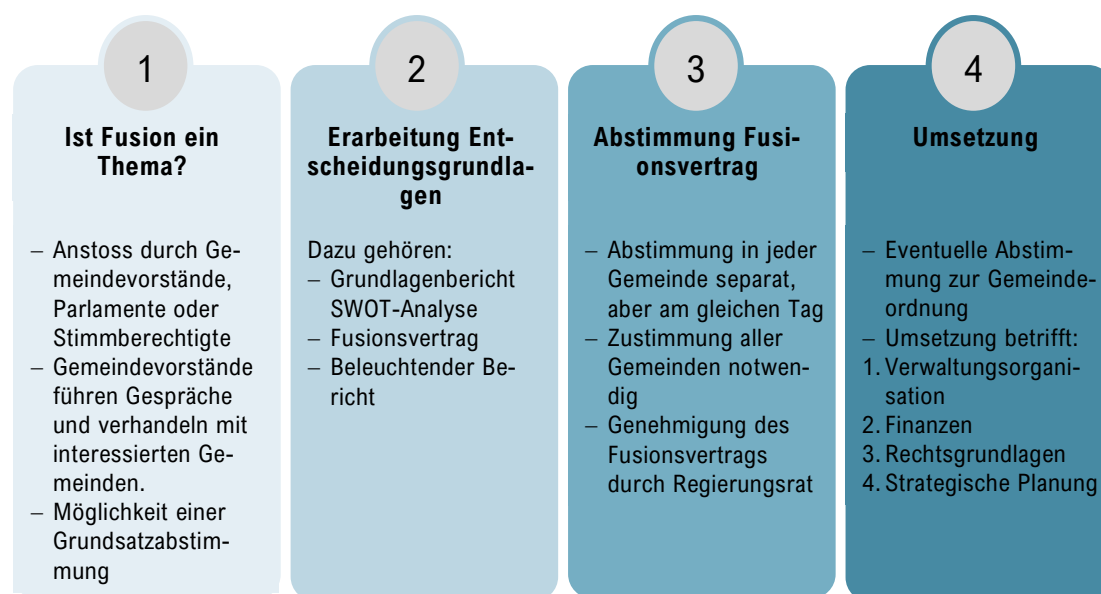 1
Ist Fusion ein
Thema?
– Anstoss durch Ge-
meindevorstände,
Parlamente oder
Stimmberechtigte
– Gemeindevorstände
führen Gespräche
und verhandeln mit
interessierten Ge-
meinden.
– Möglichkeit einer
Grundsatzabstim-
mung
2
Erarbeitung Ent-
scheidungsgrundla-
gen
Dazu gehören:
– Grundlagenbericht
SWOT-Analyse
– Fusionsvertrag
– Beleuchtender Be-
richt
3
Abstimmung Fusi-
onsvertrag
– Abstimmung in jeder
Gemeinde separat,
aber am gleichen Tag
– Zustimmung aller
Gemeinden notwen-
dig
– Genehmigung des
Fusionsvertrags
durch Regierungsrat
4
Umsetzung
– Eventuelle Abstim-
mung zur Gemeinde-
ordnung
– Umsetzung betrifft:
1. Verwaltungsorgani-
sation
2. Finanzen
3. Rechtsgrundlagen
4. Strategische Planung